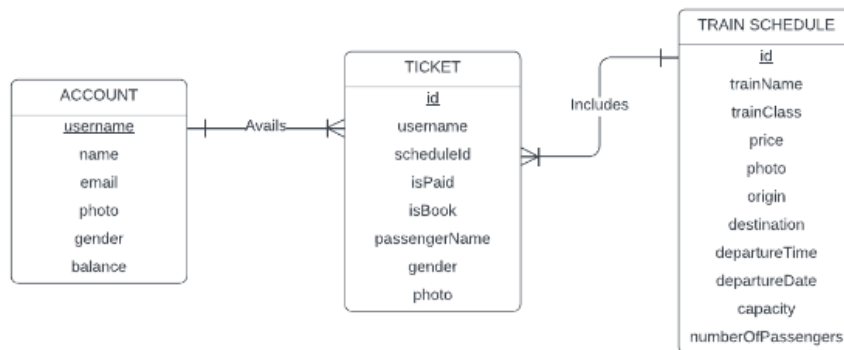 ACCOUNT
username
name
email
photo
gender
balance
Avails
TICKET
id
username
scheduleId
isPaid
isBook
passengerName
gender
photo
Includes
TRAIN SCHEDULE
id
trainName
trainClass
price
photo
origin
destination
departureTime
departureDate
capacity
numberOfPassengers